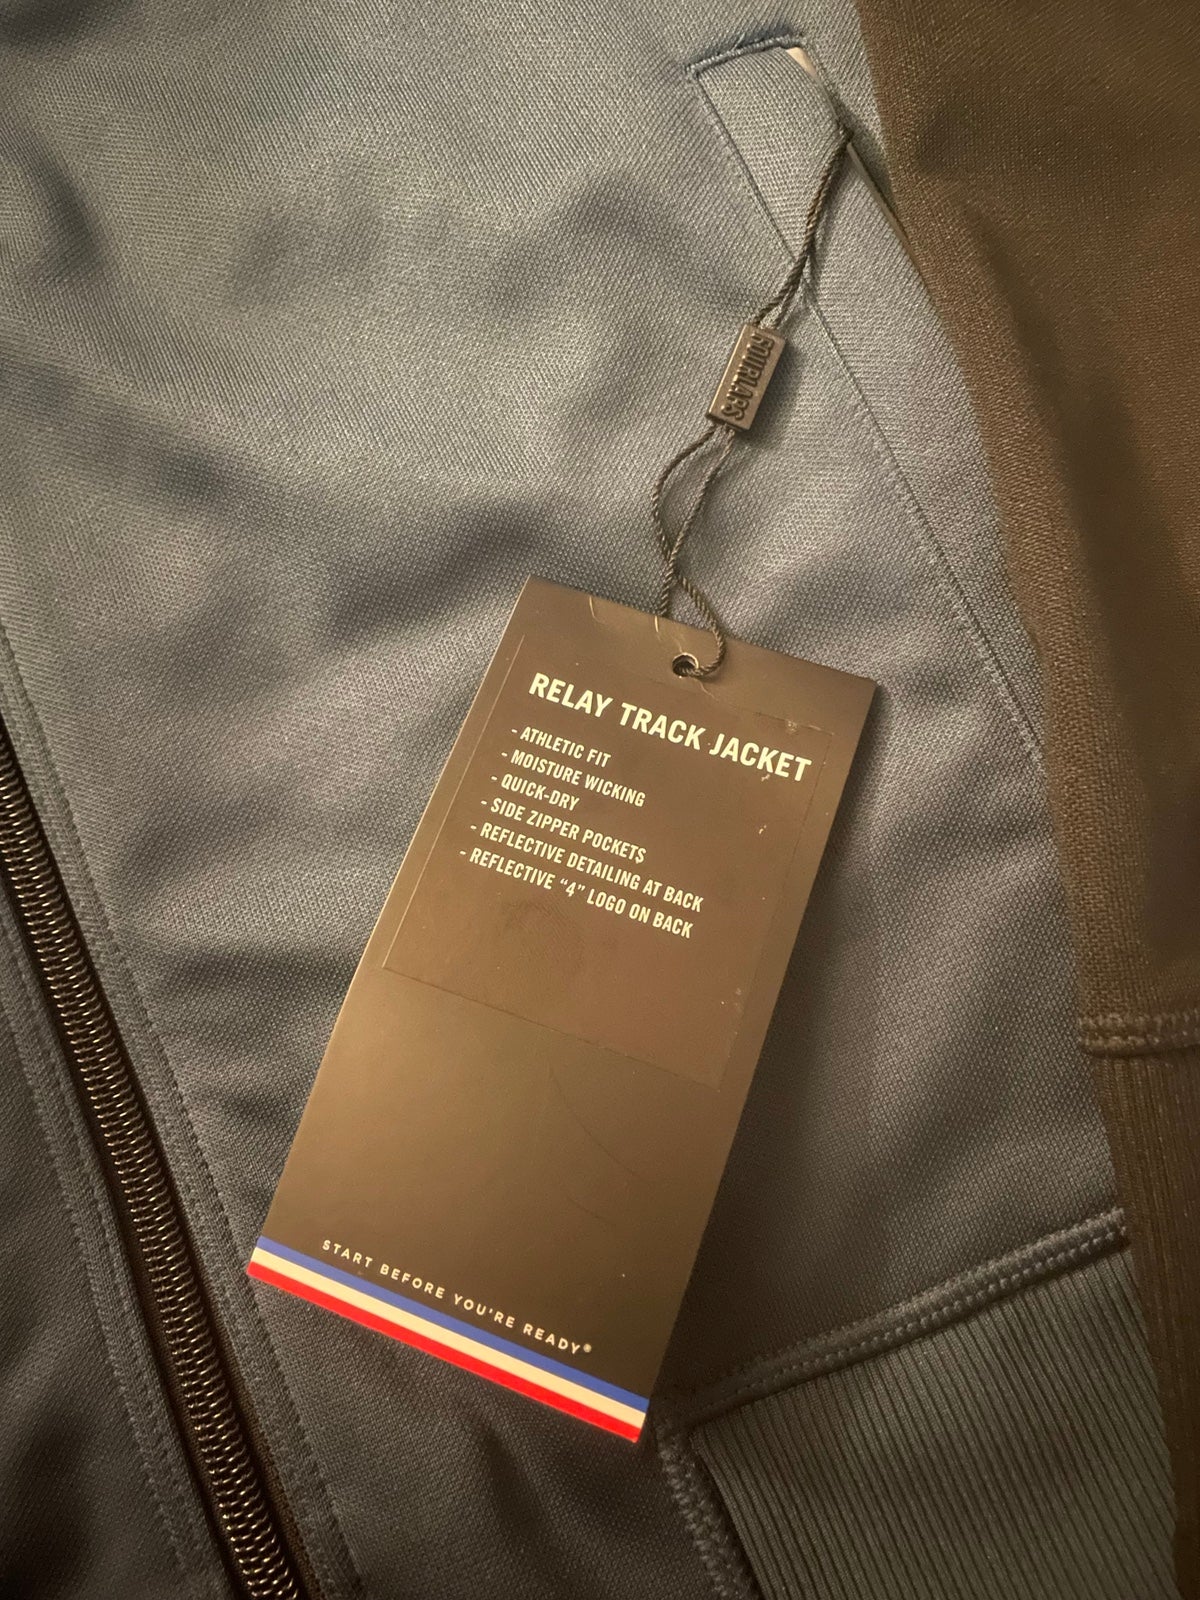 FOURLAPS
RELAY TRACK JACKET
- ATHLETIC FIT
- MOISTURE WICKING
- QUICK-DRY
- SIDE ZIPPER POCKETS
- REFLECTIVE DETAILING AT BACK
- REFLECTIVE “4” LOGO ON BACK
START BEFORE YOU'RE READY®